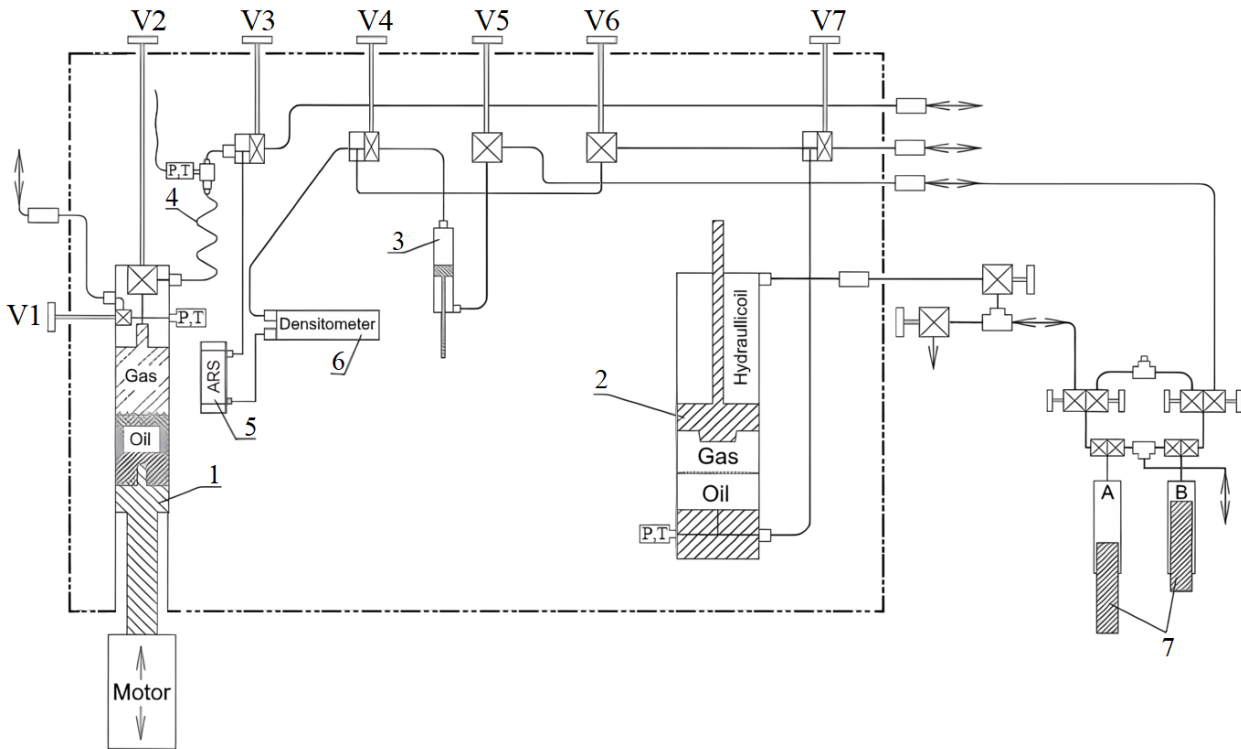 V2 V3 V4 V5 V6 V7
P,T
4
3
V1
P,T
Densitometer
6
Hydraullicoil
Gas
ARS
5
2
Oil
Gas
1
Oil
P,T
A
B
7
Motor